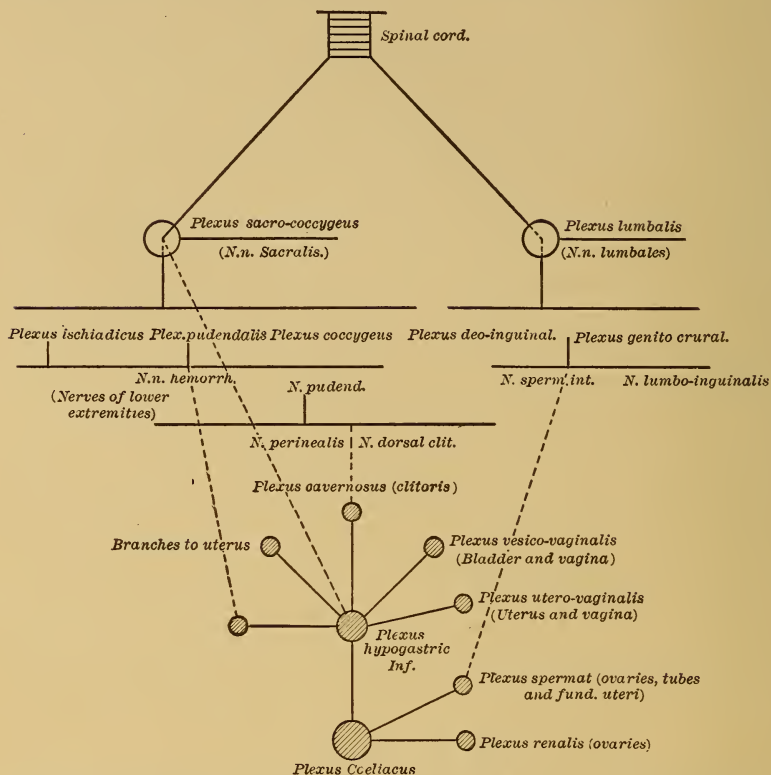 Spinal cord.
Plexus sacro-coccygeus
(N.n. Sacralis.)
Plexus lumbalis
(N.n. lumbales)
Plexus ischiadicus Plex.pudendalis Plexus coccygeus
Plexus deo-inguinal.
Plexus genito crural.
N.n. hemorrh.
(Nerves of lower
extremities)
N. pudend.
N. sperm.int.
N. lumbo-inguinalis
N. perinealis
N. dorsal clit.
Plexus cavernosus (clitoris)
Branches to uterus
Plexus vesico-vaginalis
(Bladder and vagina)
Plexus utero-vaginalis
(Uterus and vagina)
Plexus
hypogastric
Inf.
Plexus spermat (ovaries, tubes
and fund. uteri)
Plexus renalis (ovaries)
Plexus Cœliacus